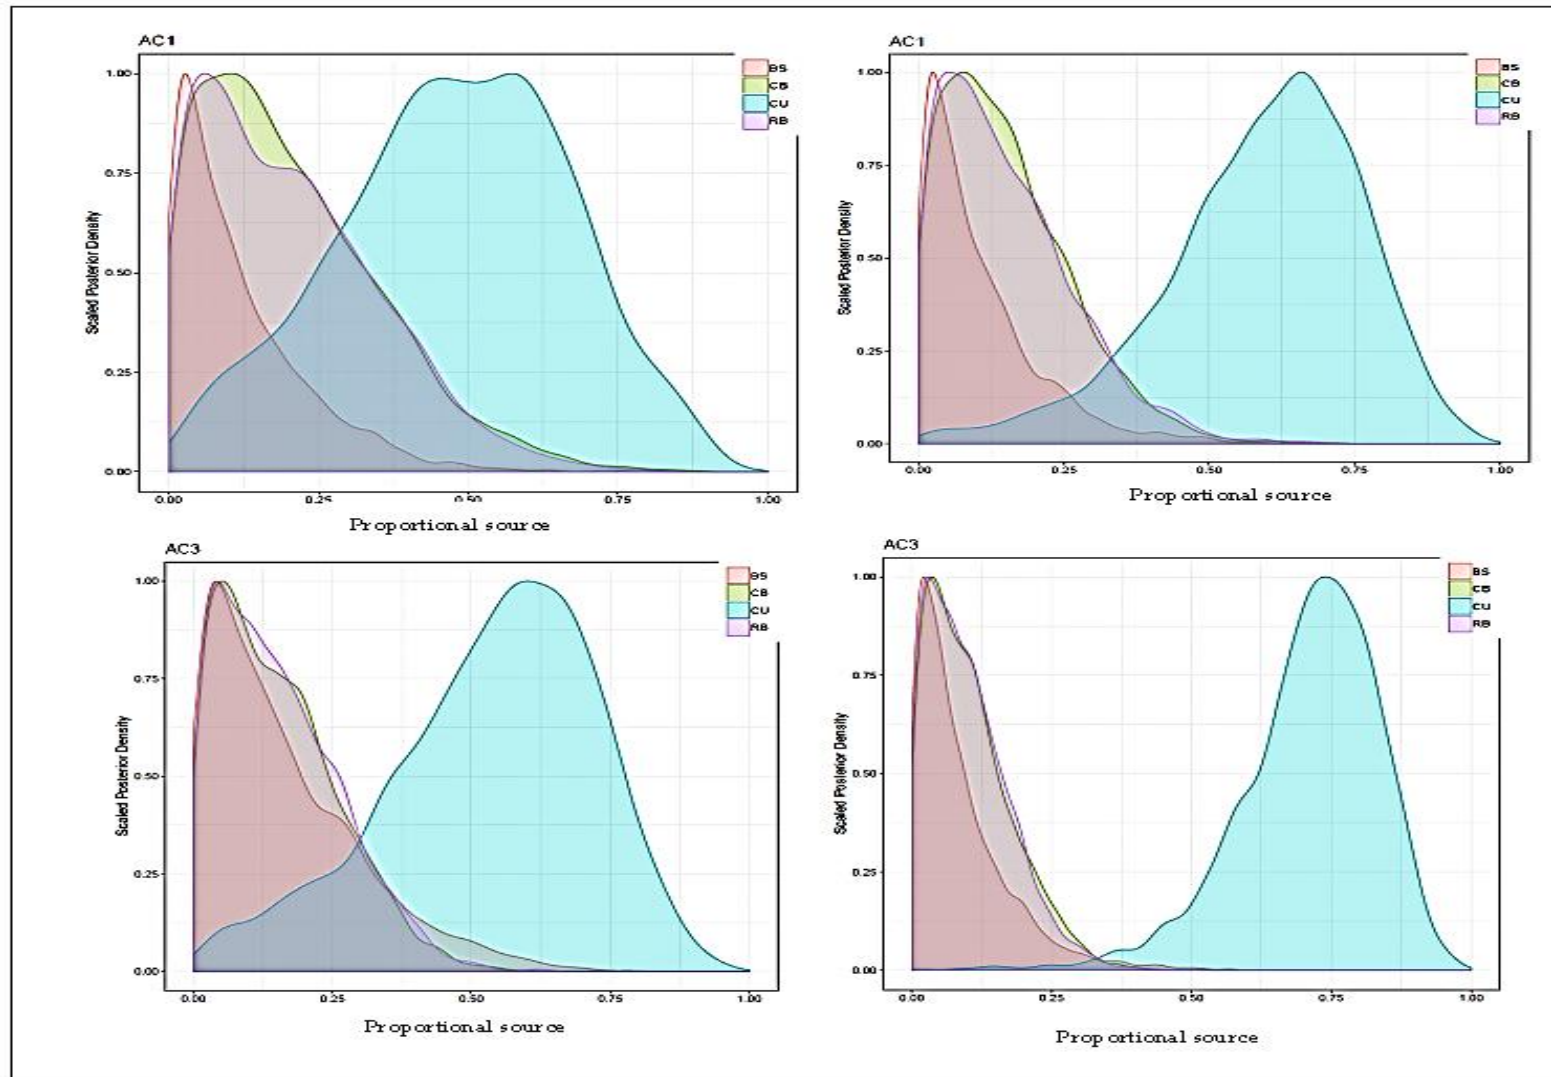 AC1
1.00
0.75
0.50
0.25
0.00
Scaled Posterior Density
BS
CB
CU
RB
0.00 0.25 0.50 0.75 1.00
Proportional source
AC1
1.00
0.75
0.50
0.25
0.00
Scaled Posterior Density
BS
CB
CU
RB
0.00 0.25 0.50 0.75 1.00
Proportional source
AC3
1.00
0.75
0.50
0.25
0.00
Scaled Posterior Density
BS
CB
CU
RB
0.00 0.25 0.50 0.75 1.00
Proportional source
AC3
1.00
0.75
0.50
0.25
0.00
Scaled Posterior Density
BS
CB
CU
RB
0.00 0.25 0.50 0.75 1.00
Proportional source